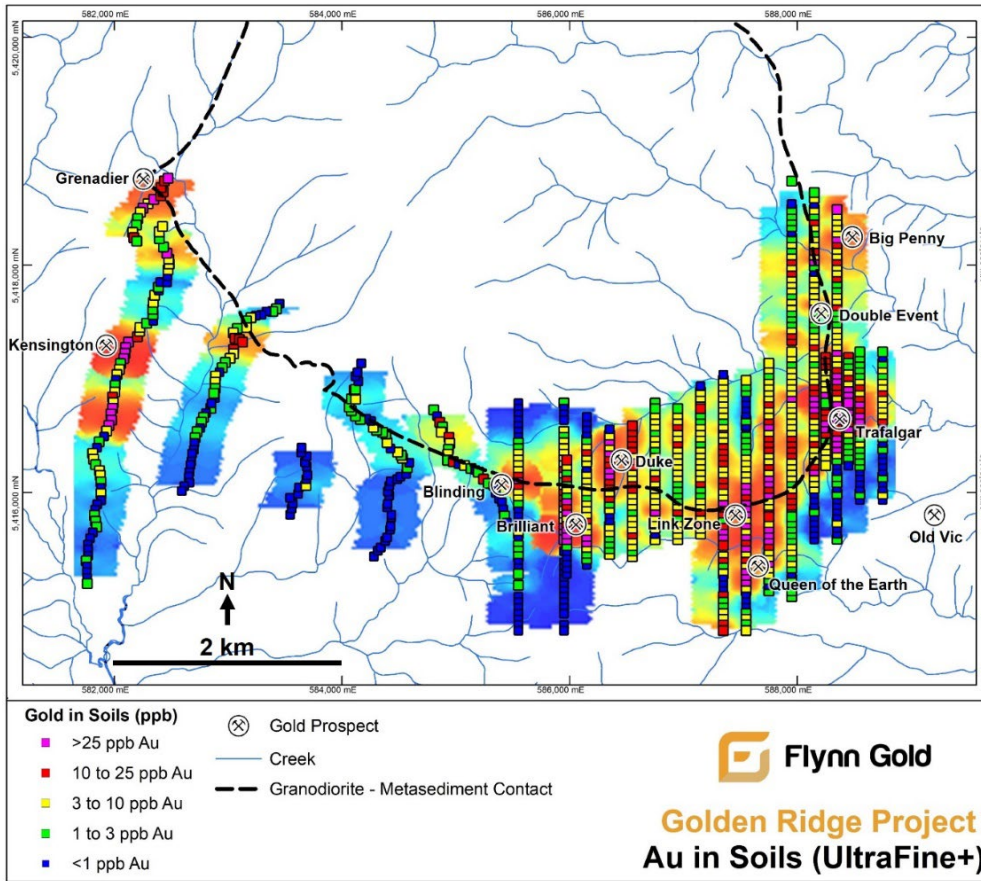 582,000 mE
584,000 mE
586,000 mE
588,000 mE
5,420,000 mN
5,418,000 mN
5,416,000 mN
Grenadier
Big Penny
Double Event
Kensington
Trafalgar
Duke
Blinding
Brilliant
Link Zone
Old Vic
Queen of the Earth
N
2 km
582,000 mE
584,000 mE
586,000 mE
588,000 mE
Gold in Soils (ppb)
>25 ppb Au
10 to 25 ppb Au
3 to 10 ppb Au
1 to 3 ppb Au
<1 ppb Au
Gold Prospect
Creek
Granodiorite - Metasediment Contact
Flynn Gold
Golden Ridge Project
Au in Soils (UltraFine+)